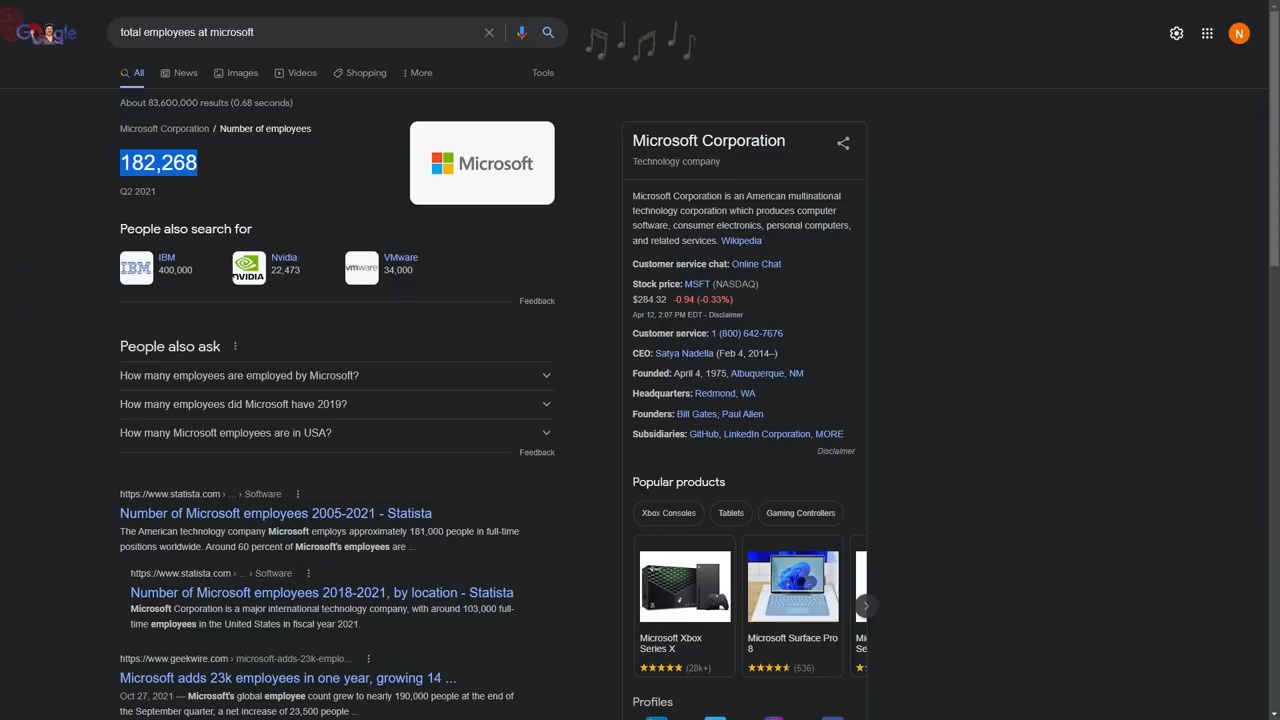 Google
total employees at microsoft
N
All
News
Images
Videos
Shopping
More
Tools
About 83,600,000 results (0.68 seconds)
Microsoft Corporation / Number of employees
182,268
Q2 2021
Microsoft
People also search for
IBM
IBM
400,000
NVIDIA
Nvidia
22,473
vmware
VMware
34,000
Feedback
People also ask
How many employees are employed by Microsoft?
How many employees did Microsoft have 2019?
How many Microsoft employees are in USA?
Feedback
https://www.statista.com › ... › Software
Number of Microsoft employees 2005-2021 - Statista
The American technology company Microsoft employs approximately 181,000 people in full-time
positions worldwide. Around 60 percent of Microsoft's employees are ...
https://www.statista.com › ... › Software
Number of Microsoft employees 2018-2021, by location - Statista
Microsoft Corporation is a major international technology company, with around 103,000 full-
time employees in the United States in fiscal year 2021.
https://www.geekwire.com › microsoft-adds-23k-emplo...
Microsoft adds 23k employees in one year, growing 14 ...
Oct 27, 2021 — Microsoft's global employee count grew to nearly 190,000 people at the end of
the September quarter, a net increase of 23,500 people ...
Microsoft Corporation
Technology company
Microsoft Corporation is an American multinational
technology corporation which produces computer
software, consumer electronics, personal computers,
and related services. Wikipedia
Customer service chat: Online Chat
Stock price: MSFT (NASDAQ)
$284.32 -0.94 (-0.33%)
Apr 12, 2:07 PM EDT - Disclaimer
Customer service: 1 (800) 642-7676
CEO: Satya Nadella (Feb 4, 2014–)
Founded: April 4, 1975, Albuquerque, NM
Headquarters: Redmond, WA
Founders: Bill Gates, Paul Allen
Subsidiaries: GitHub, LinkedIn Corporation, MORE
Disclaimer
Popular products
Xbox Consoles
Tablets
Gaming Controllers
Microsoft Xbox
Series X
(28k+)
Microsoft Surface Pro
8
(536)
Mi
Se
Profiles